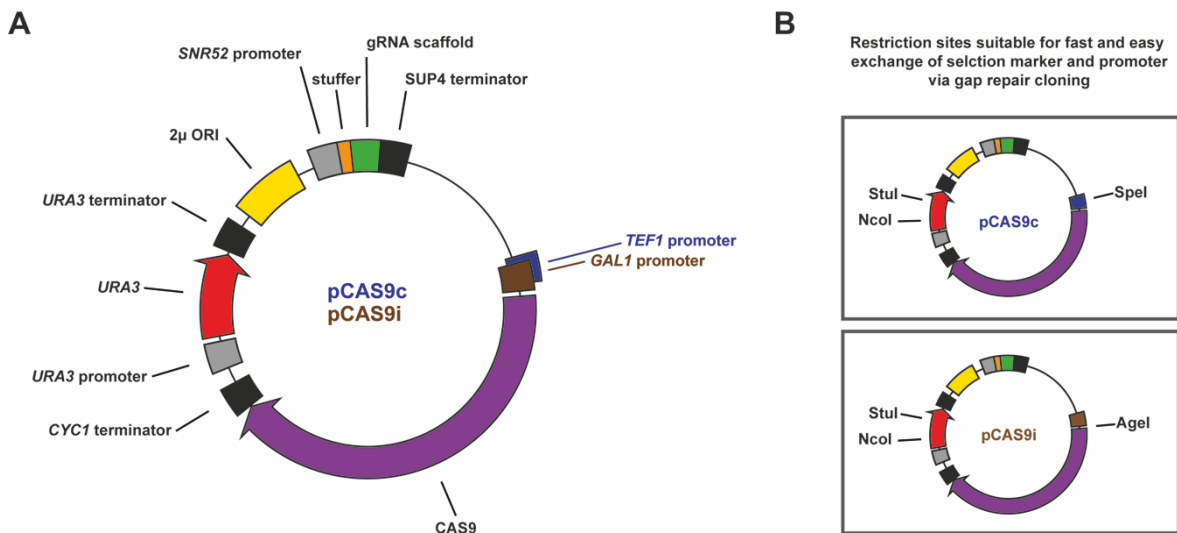 A
SNR52 promoter
gRNA scaffold
stuffer
SUP4 terminator
2µ ORI
URA3 terminator
TEF1 promoter
GAL1 promoter
URA3
pCAS9c
pCAS9i
URA3 promoter
CYC1 terminator
CAS9
B
Restriction sites suitable for fast and easy
exchange of selction marker and promoter
via gap repair cloning
StuI
NcoI
pCAS9c
SpeI
StuI
NcoI
pCAS9i
AgeI